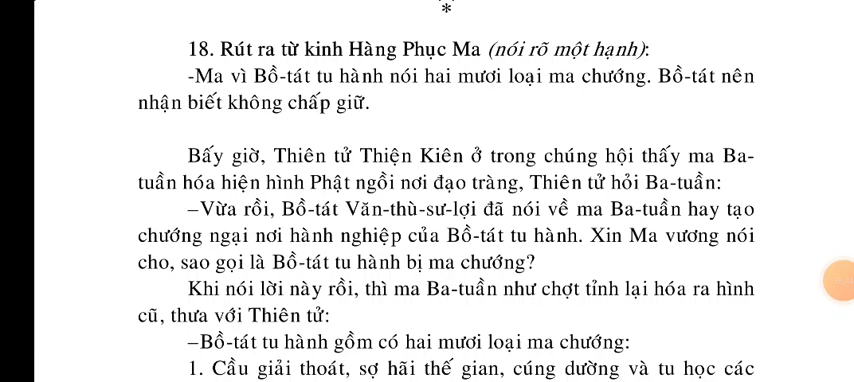 *
18. Rút ra từ kinh Hàng Phục Ma (nói rõ một hạnh):
-Ma vì Bồ-tát tu hành nói hai mươi loại ma chướng. Bồ-tát nên
nhận biết không chấp giữ.
Bấy giờ, Thiên tử Thiện Kiên ở trong chúng hội thấy ma Ba-
tuần hóa hiện hình Phật ngồi nơi đạo tràng, Thiên tử hỏi Ba-tuần:
–Vừa rồi, Bồ-tát Văn-thù-sư-lợi đã nói về ma Ba-tuần hay tạo
chướng ngại nơi hành nghiệp của Bồ-tát tu hành. Xin Ma vương nói
cho, sao gọi là Bồ-tát tu hành bị ma chướng?
Khi nói lời này rồi, thì ma Ba-tuần như chợt tỉnh lại hóa ra hình
cũ, thưa với Thiên tử:
–Bồ-tát tu hành gồm có hai mươi loại ma chướng:
1. Cầu giải thoát, sợ hãi thế gian, cúng dường và tu học các